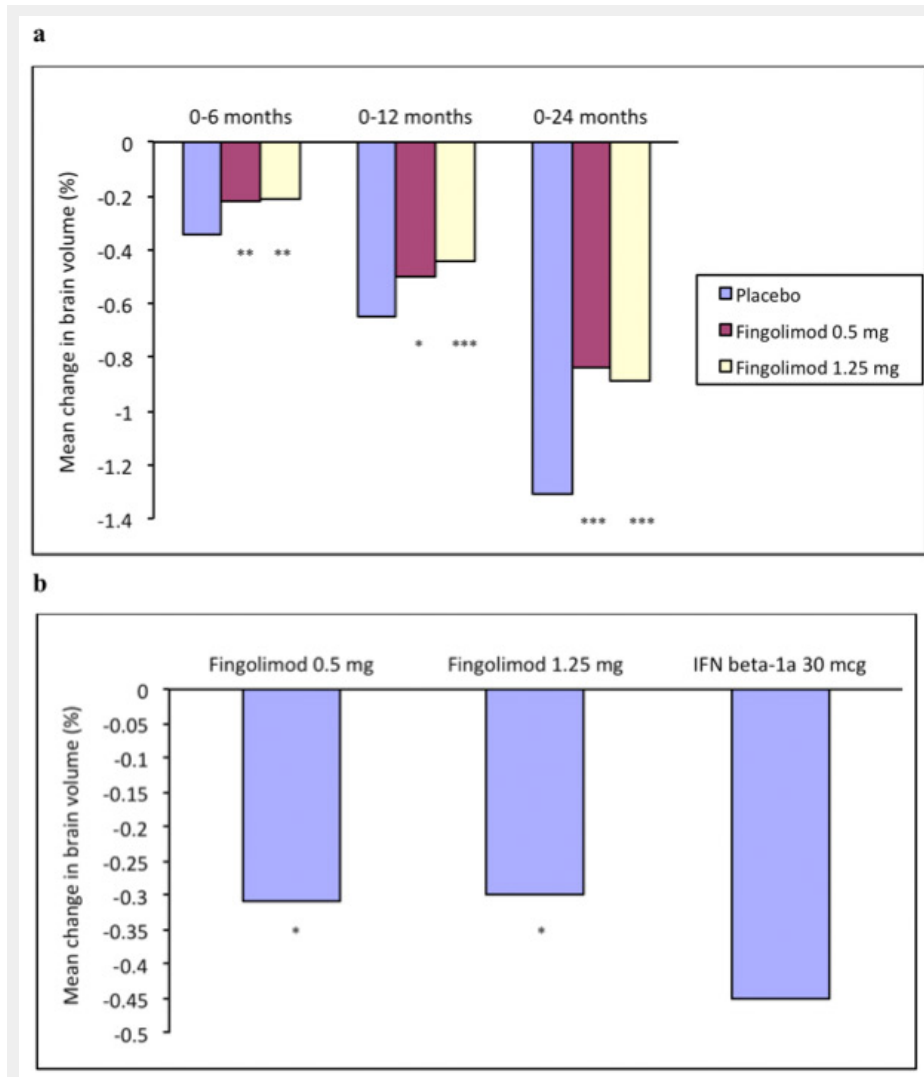 a
0-6 months 0-12 months 0-24 months
0
-0.2
-0.4
-0.6
-0.8
-1
-1.2
-1.4
Mean change in brain volume (%)
** **
* ***
*** ***
Placebo
Fingolimod 0.5 mg
Fingolimod 1.25 mg
b
Fingolimod 0.5 mg Fingolimod 1.25 mg IFN beta-1a 30 mcg
0
-0.05
-0.1
-0.15
-0.2
-0.25
-0.3
-0.35
-0.4
-0.45
-0.5
Mean change in brain volume (%)
* *